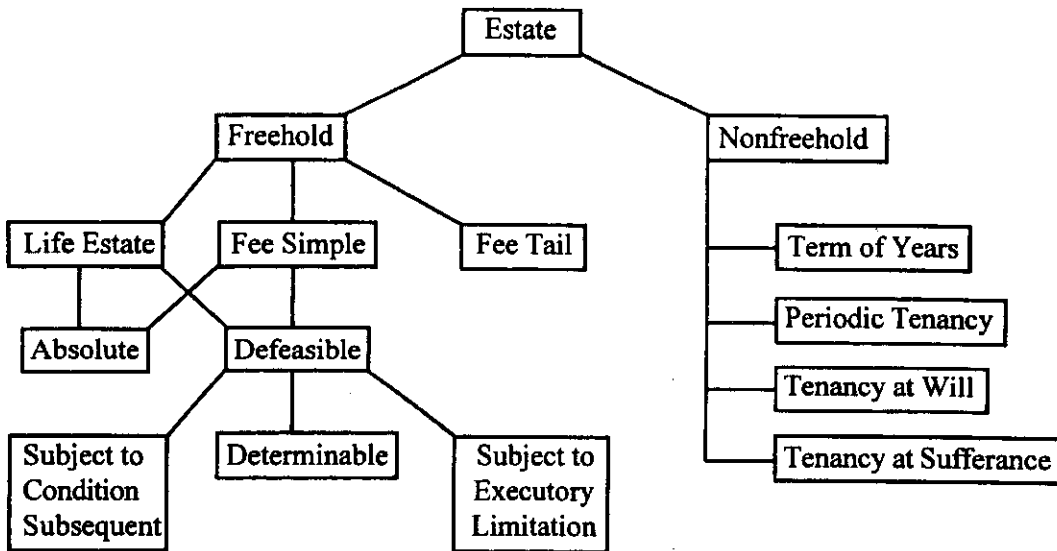 Estate
Freehold
Nonfreehold
Life Estate
Fee Simple
Fee Tail
Term of Years
Absolute
Defeasible
Periodic Tenancy
Tenancy at Will
Subject to
Condition
Subsequent
Determinable
Subject to
Executory
Limitation
Tenancy at Sufferance